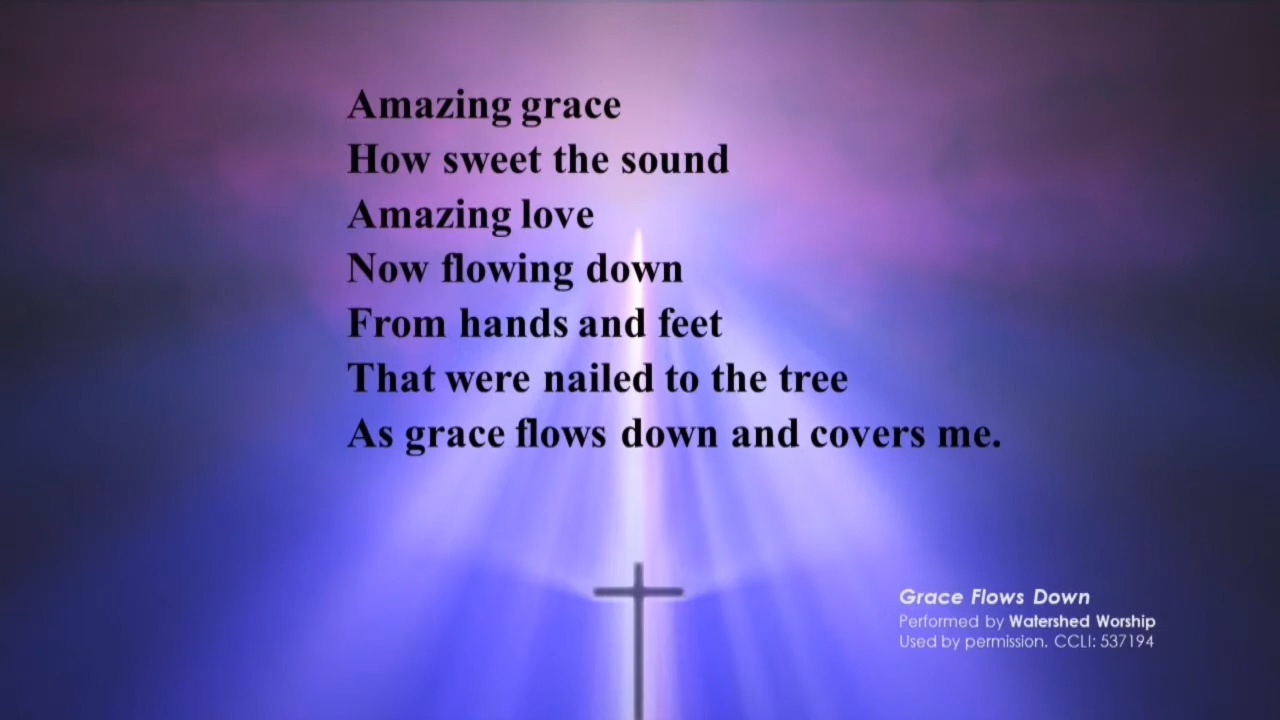 Amazing grace
How sweet the sound
Amazing love
Now flowing down
From hands and feet
That were nailed to the tree
As grace flows down and covers me.
Grace Flows Down
Performed by Watershed Worship
Used by permission. CCLI: 537194